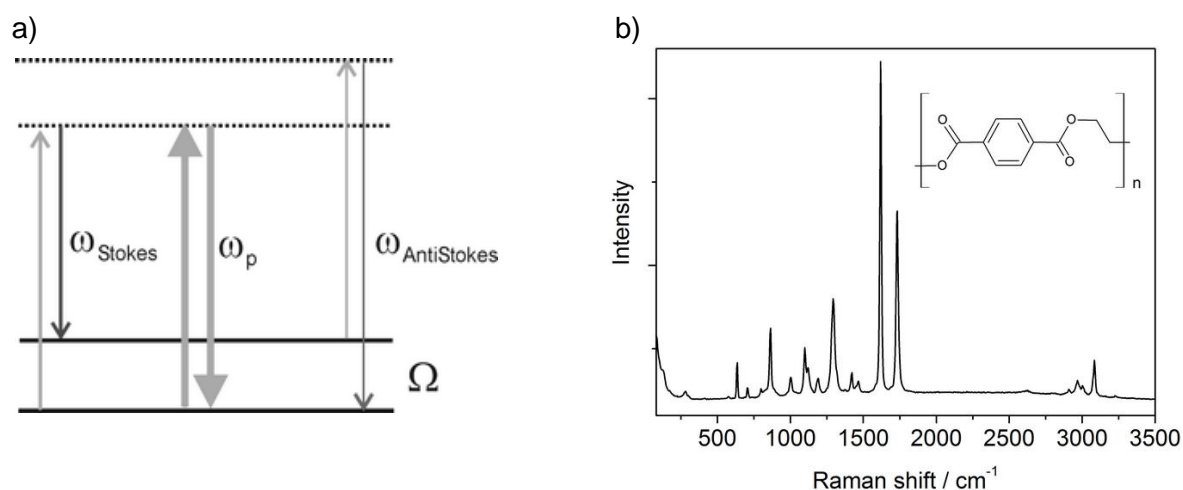 a)
ω_Stokes
ω_p
ω_AntiStokes
Ω
b)
Intensity
O
O
O
O
n
500 1000 1500 2000 2500 3000 3500
Raman shift / cm⁻¹